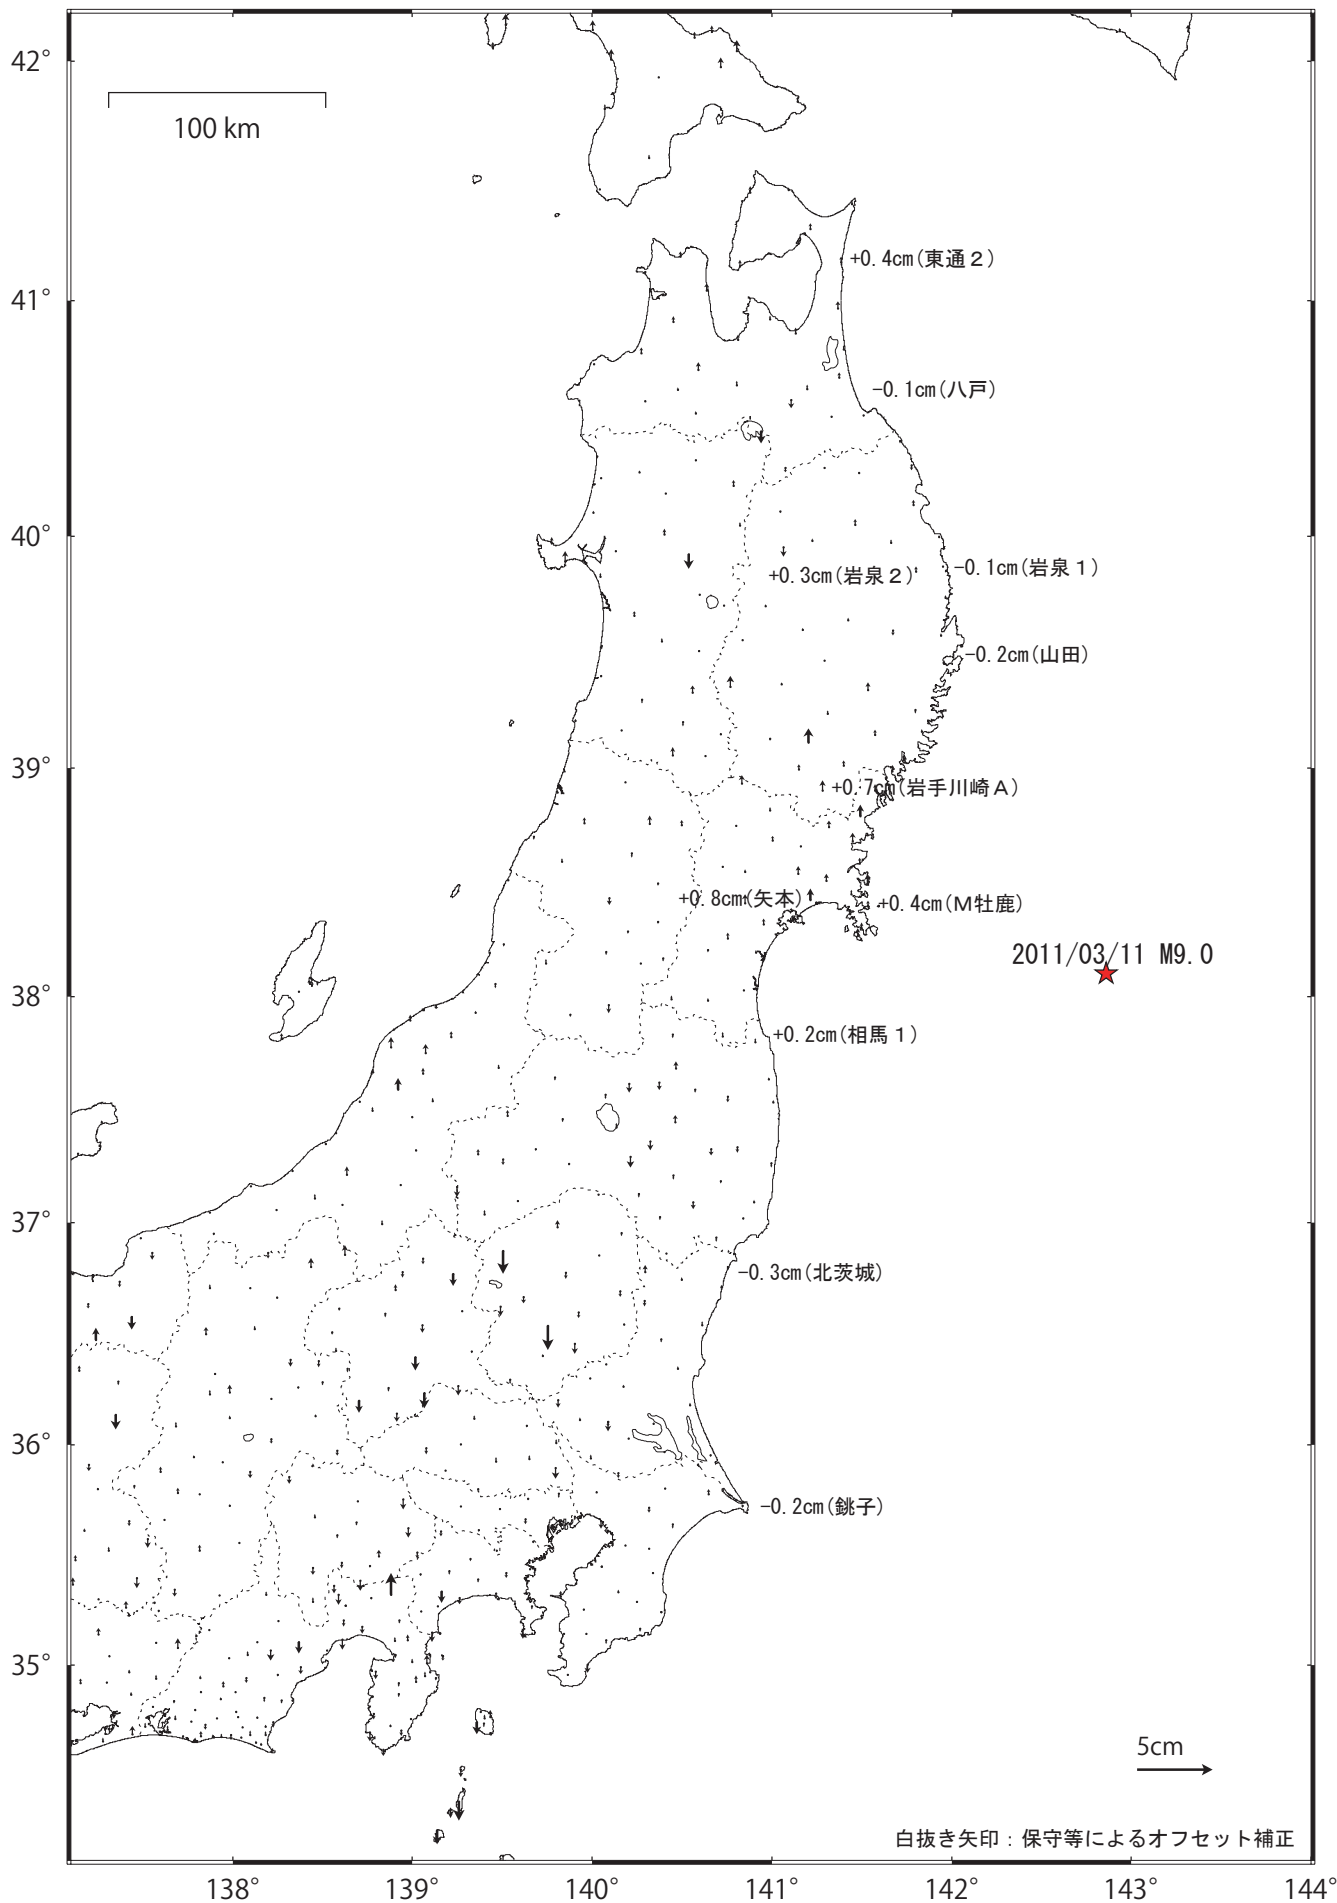 42°
100 km
+0.4cm(東通２)
41°
-0.1cm(八戸)
40°
-0.1cm(岩泉１)
+0.3cm(岩泉２)
-0.2cm(山田)
39°
+0.7cm(岩手川崎Ａ)
+0.8cm(矢本)
+0.4cm(Ｍ牡鹿)
2011/03/11 M9.0
38°
+0.2cm(相馬１)
37°
-0.3cm(北茨城)
36°
-0.2cm(銚子)
35°
5cm
白抜き矢印：保守等によるオフセット補正
138° 139° 140° 141° 142° 143° 144°